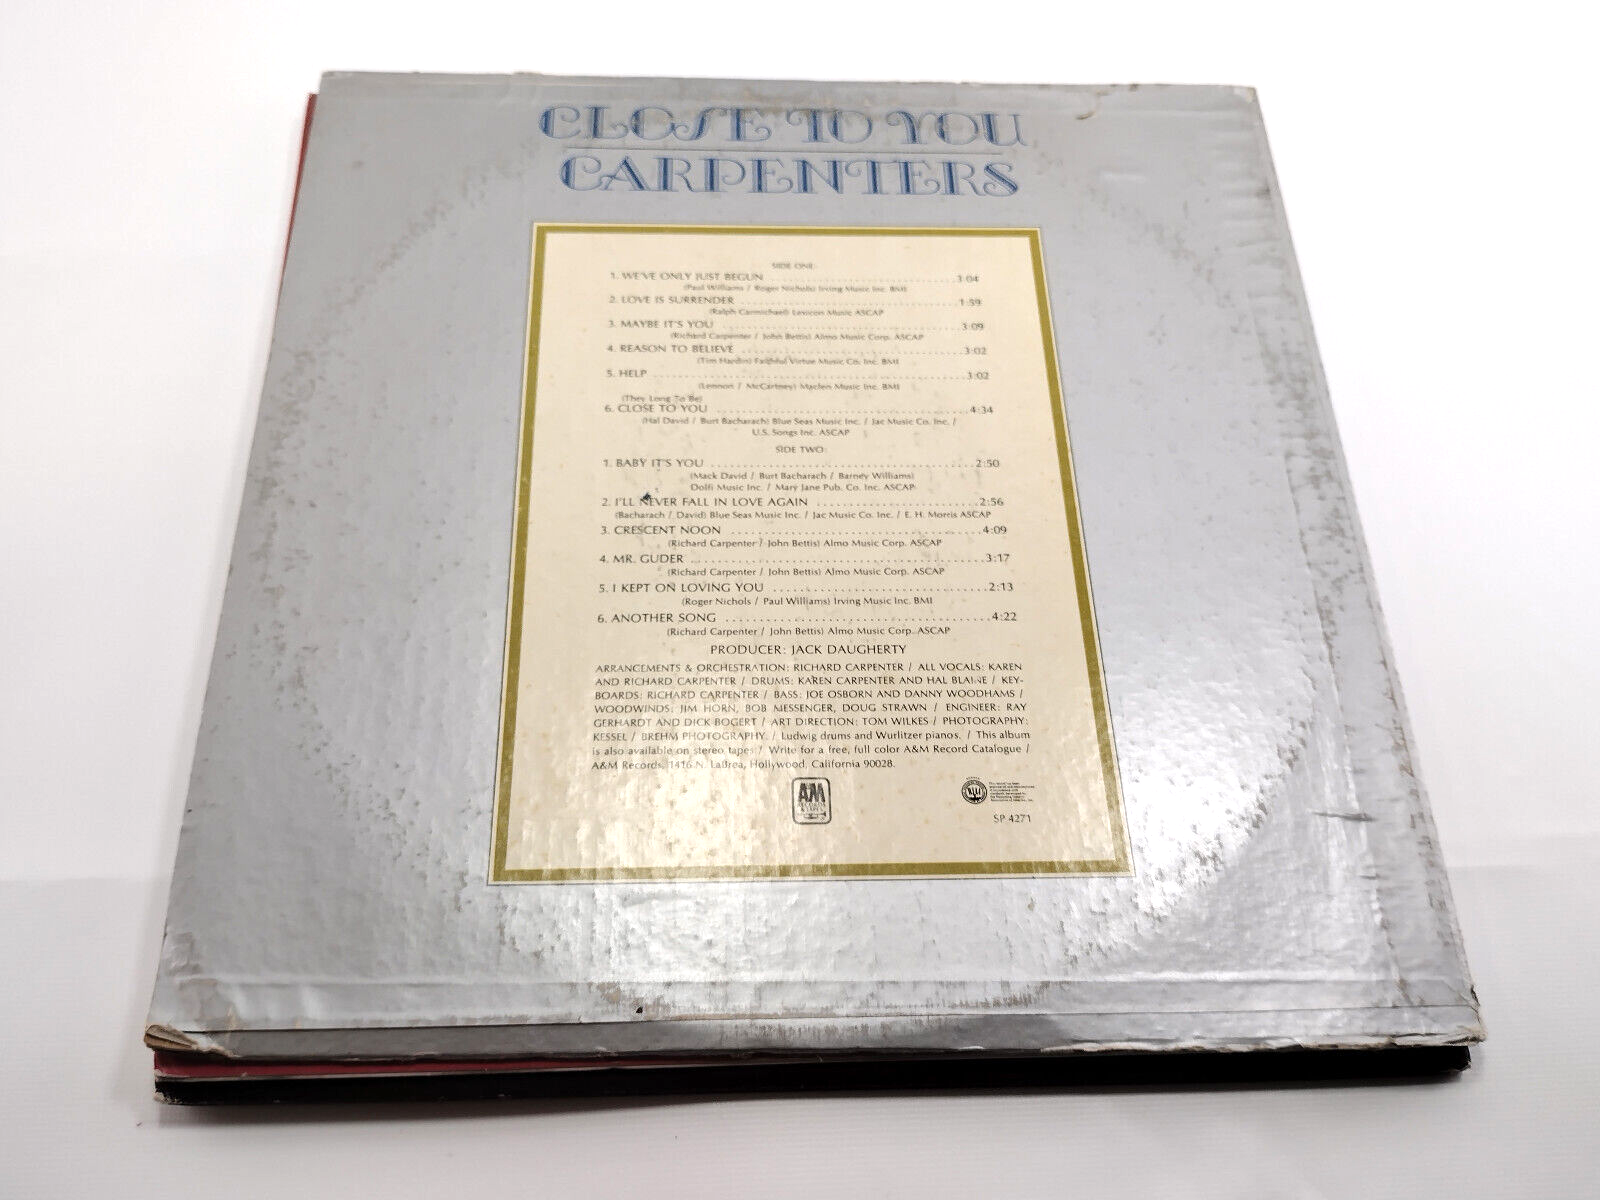 CLOSE TO YOU
CARPENTERS
SIDE ONE:
1. WE'VE ONLY JUST BEGUN ........................ 3:04
(Paul Williams / Roger Nichols) Irving Music Inc. BMI
2. LOVE IS SURRENDER ........................ 1:59
(Ralph Carmichael) Lexicon Music ASCAP
3. MAYBE IT'S YOU ........................ 3:09
(Richard Carpenter / John Bettis) Almo Music Corp. ASCAP
4. REASON TO BELIEVE ........................ 3:02
(Tim Hardin) Faithful Virtue Music Co. Inc. BMI
5. HELP ........................ 3:02
(Lennon / McCartney) Maclen Music Inc. BMI
(They Long To Be)
6. CLOSE TO YOU ........................ 4:34
(Hal David / Burt Bacharach) Blue Seas Music Inc. / Jac Music Co. Inc. /
U.S. Songs Inc. ASCAP
SIDE TWO:
1. BABY IT'S YOU ........................ 2:50
(Mack David / Burt Bacharach / Barney Williams)
Dolfi Music Inc. / Mary Jane Pub. Co. Inc. ASCAP
2. I'LL NEVER FALL IN LOVE AGAIN ........................ 2:56
(Bacharach / David) Blue Seas Music Inc. / Jac Music Co. Inc. / E. H. Morris ASCAP
3. CRESCENT NOON ........................ 4:09
(Richard Carpenter / John Bettis) Almo Music Corp. ASCAP
4. MR. GUDER ........................ 3:17
(Richard Carpenter / John Bettis) Almo Music Corp. ASCAP
5. I KEPT ON LOVING YOU ........................ 2:13
(Roger Nichols / Paul Williams) Irving Music Inc. BMI
6. ANOTHER SONG ........................ 4:22
(Richard Carpenter / John Bettis) Almo Music Corp. ASCAP
PRODUCER: JACK DAUGHERTY
ARRANGEMENTS & ORCHESTRATION: RICHARD CARPENTER / ALL VOCALS: KAREN
AND RICHARD CARPENTER / DRUMS: KAREN CARPENTER AND HAL BLAINE / KEY-
BOARDS: RICHARD CARPENTER / BASS: JOE OSBORN AND DANNY WOODHAMS /
WOODWINDS: JIM HORN, BOB MESSENGER, DOUG STRAWN / ENGINEER: RAY
GERHARDT AND DICK BOGERT / ART DIRECTION: TOM WILKES / PHOTOGRAPHY:
KESSEL / BREHM PHOTOGRAPHY. / Ludwig drums and Wurlitzer pianos. / This album
is also available on stereo tapes / Write for a free, full color A&M Record Catalogue /
A&M Records, 1416 N. LaBrea, Hollywood, California 90028.
AM
RECORDS
& TAPES
SP 4271